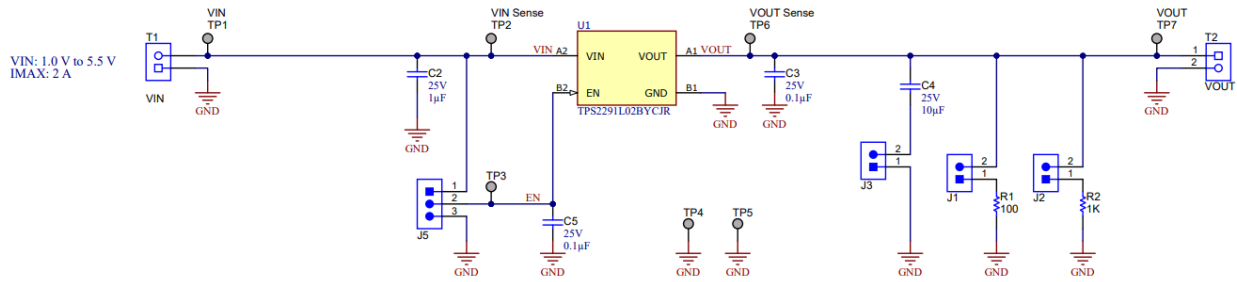 VIN
TP1
VIN Sense
TP2
U1
VOUT Sense
TP6
VOUT
TP7
T1
T2
VIN: 1.0 V to 5.5 V
IMAX: 2 A
1
2
VIN
GND
C2
25V
1µF
GND
VIN A2
VIN
VOUT
A1 VOUT
B2
EN
GND
B1
TPS2291L02BYCJR
GND
C3
25V
0.1µF
GND
C4
25V
10µF
1
2
VOUT
GND
J5
1
2
3
GND
TP3
EN
C5
25V
0.1µF
GND
TP4
GND
TP5
GND
J3
2
1
GND
J1
2
1
R1
100
GND
J2
2
1
R2
1K
GND